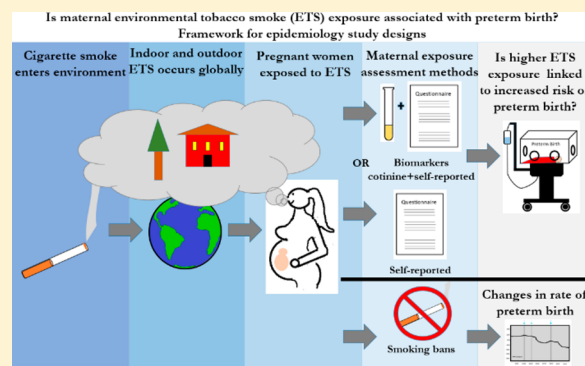 Is maternal environmental tobacco smoke (ETS) exposure associated with preterm birth?
Framework for epidemiology study designs
Cigarette smoke
enters environment
Indoor and outdoor
ETS occurs globally
Pregnant women
exposed to ETS
Maternal exposure
assessment methods
Is higher ETS
exposure linked
to increased risk o
preterm birth?
+
Questionnaire
Preterm Birth
OR
Biomarkers
cotinine+self-reported
Questionnaire
Self-reported
Smoking bans
Changes in rate of
preterm birth